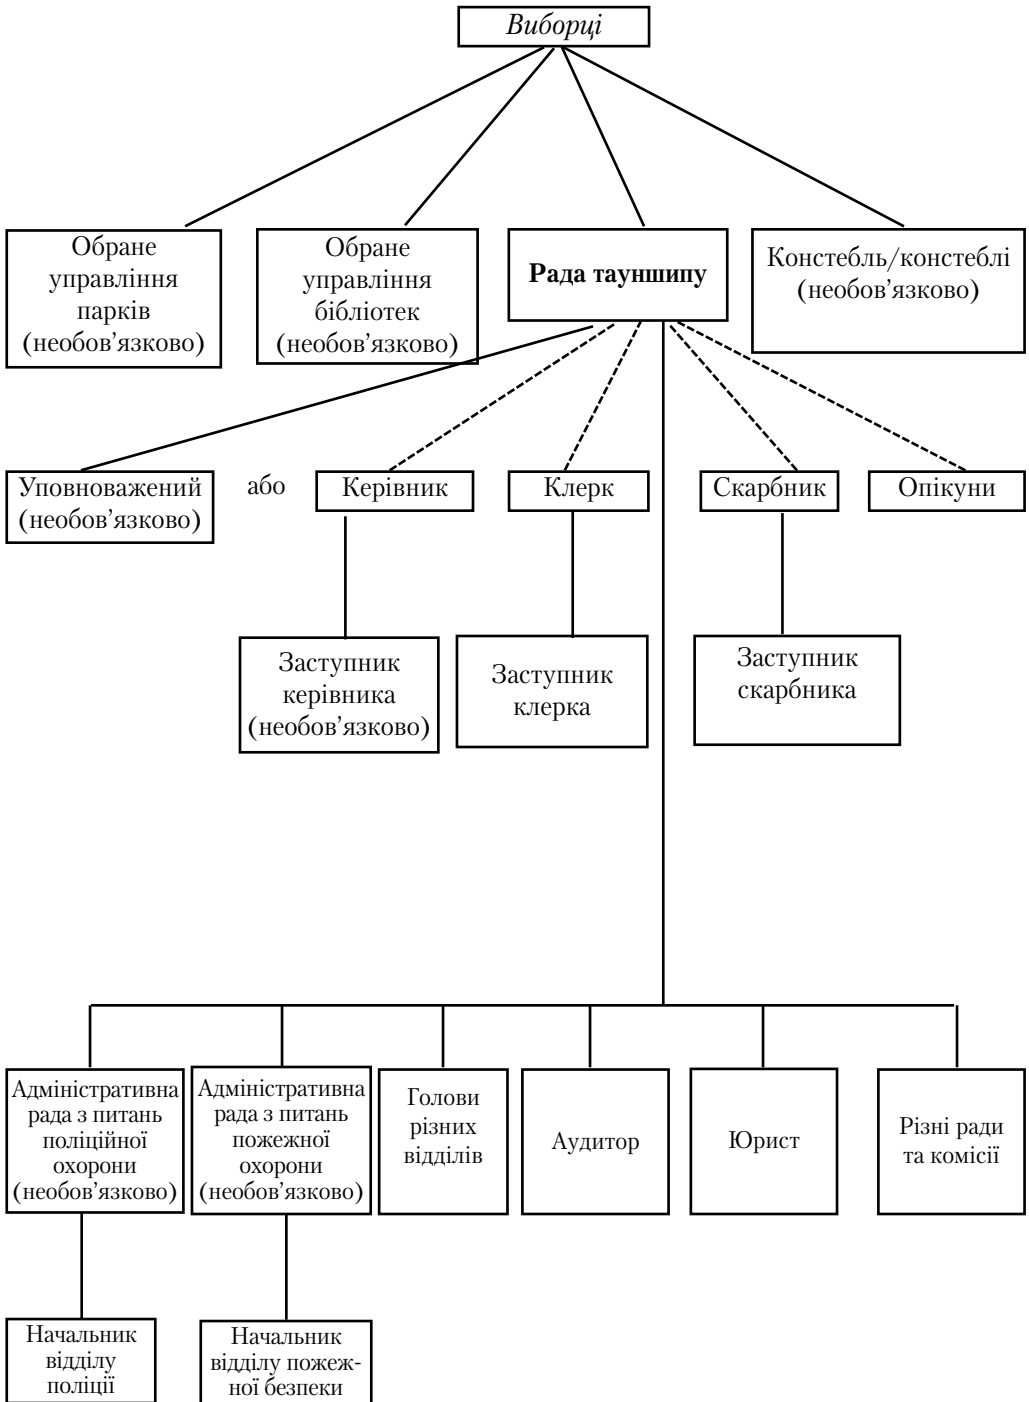 Виборці
Обране
управління
парків
(необов'язково)
Обране
управління
бібліотек
(необов'язково)
Рада тауншипу
Констебль/констеблі
(необов'язково)
Уповноважений
(необов’язково)
або
Керівник
Клерк
Скарбник
Опікуни
Заступник
керівника
(необов’язково)
Заступник
клерка
Заступник
скарбника
Адміністративна
рада з питань
поліційної
охорони
(необов’язково)
Адміністративна
рада з питань
пожежної
охорони
(необов’язково)
Голови
різних
відділів
Аудитор
Юрист
Різні ради
та комісії
Начальник
відділу
поліції
Начальник
відділу пожеж-
ної безпеки